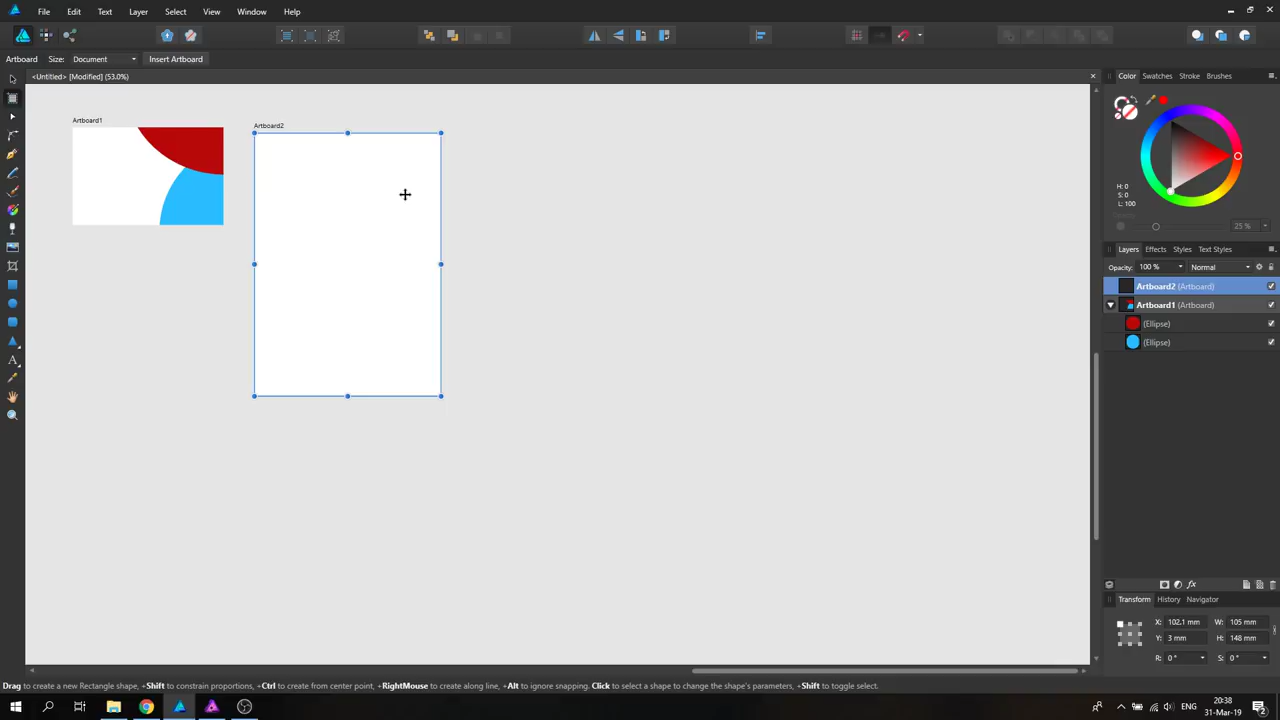 File Edit Text Layer Select View Window Help
Artboard Size: Document Insert Artboard
<Untitled> [Modified] (53.0%)
Color Swatches Stroke Brushes
Artboard1
Artboard2
H: 0
S: 0
L: 100
Opacity
25 %
Layers Effects Styles Text Styles
Opacity: 100 % Normal
Artboard2 (Artboard)
Artboard1 (Artboard)
(Ellipse)
(Ellipse)
Transform History Navigator
X: 102.1 mm W: 105 mm
Y: 3 mm H: 148 mm
R: 0 ° S: 0 °
Drag to create a new Rectangle shape, +Shift to constrain proportions, +Ctrl to create from center point, +RightMouse to create along line, +Alt to ignore snapping. Click to select a shape to change the shape's parameters, +Shift to toggle select.
ENG
20:38
31-Mar-19